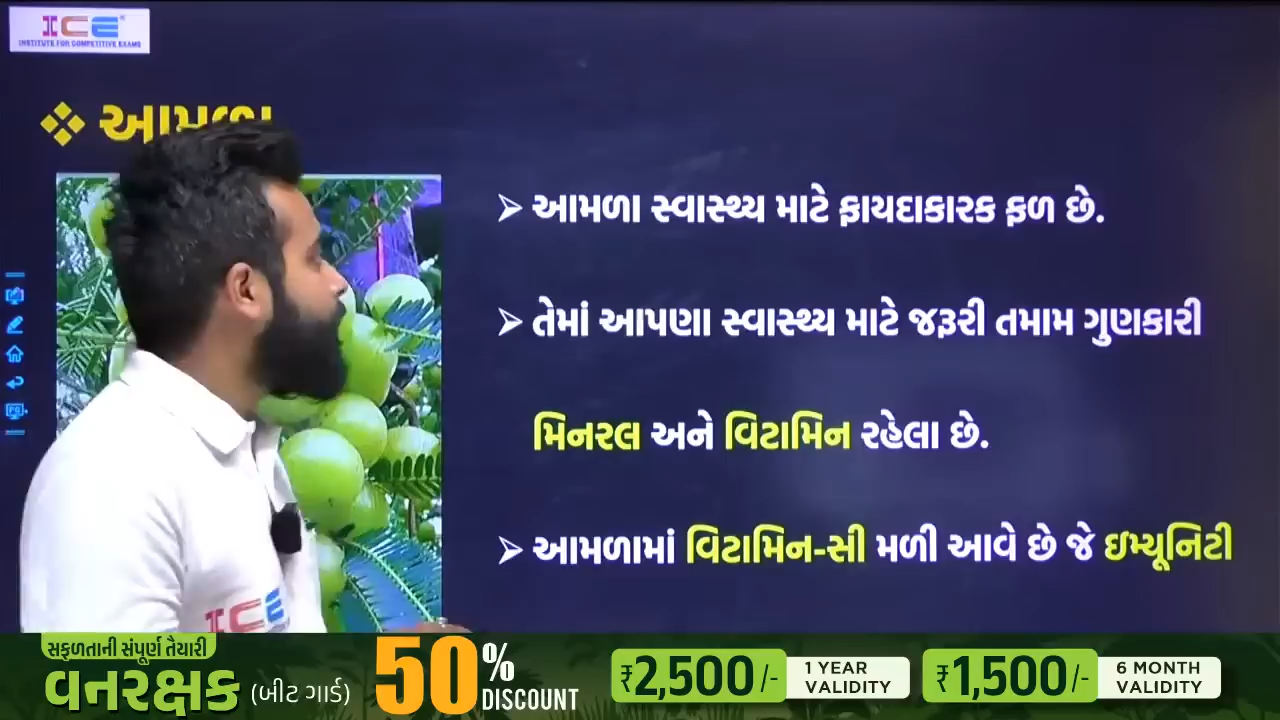 ICE
INSTITUTE FOR COMPETITIVE EXAMS
❖ આમળા
➢ આમળા સ્વાસ્થ્ય માટે ફાયદાકારક ફળ છે.
➢ તેમાં આપણા સ્વાસ્થ્ય માટે જરૂરી તમામ ગુણકારી
મિનરલ અને વિટામિન રહેલા છે.
➢ આમળામાં વિટામિન-સી મળી આવે છે જે ઇમ્યૂનિટી
ICE
સફળતાની સંપૂર્ણ તૈયારી
વનરક્ષક (બીટ ગાર્ડ)
50% DISCOUNT
₹2,500/- 1 YEAR VALIDITY
₹1,500/- 6 MONTH VALIDITY